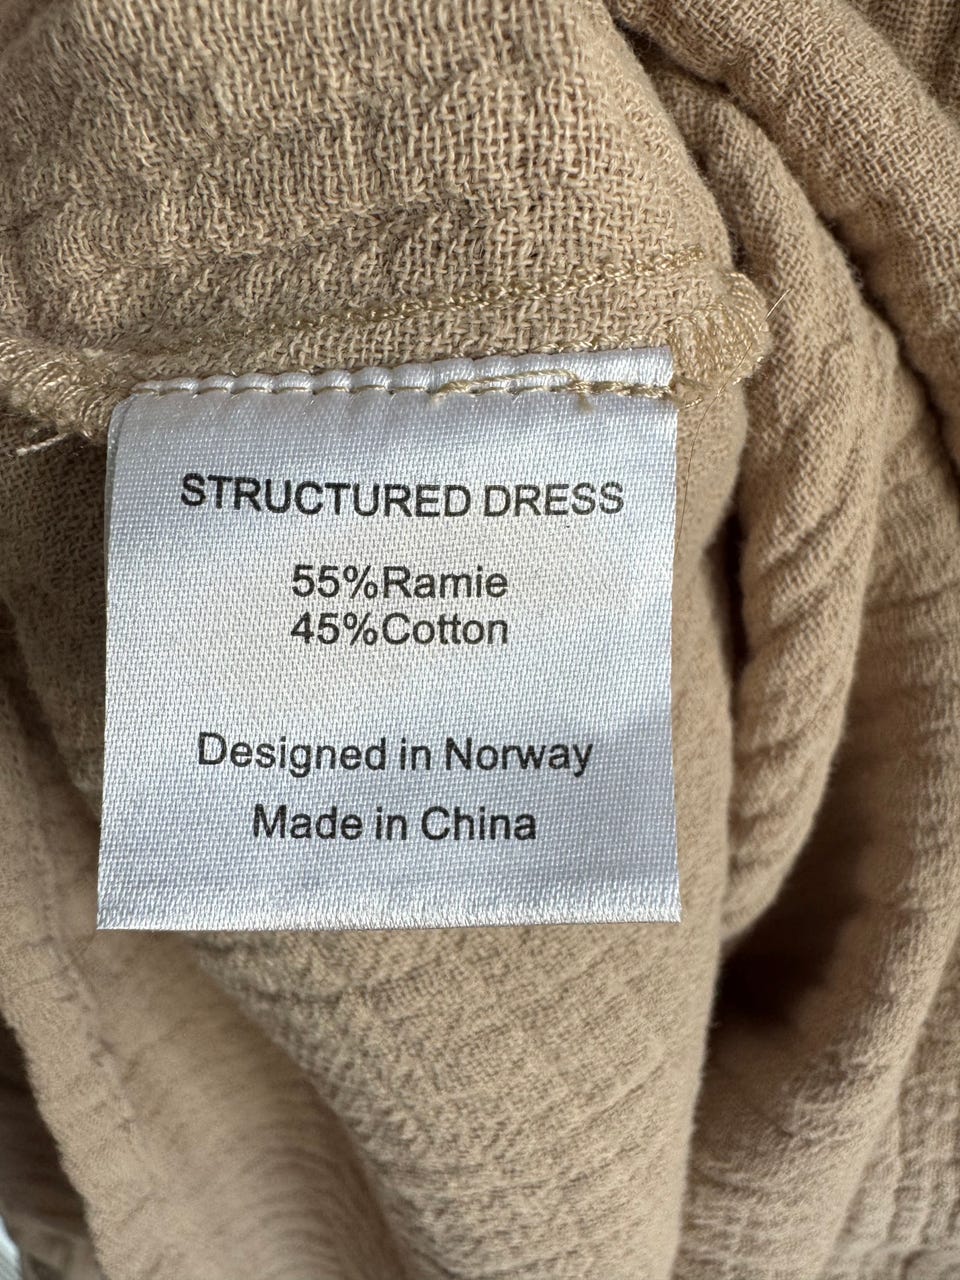 STRUCTURED DRESS
55%Ramie
45%Cotton
Designed in Norway
Made in China